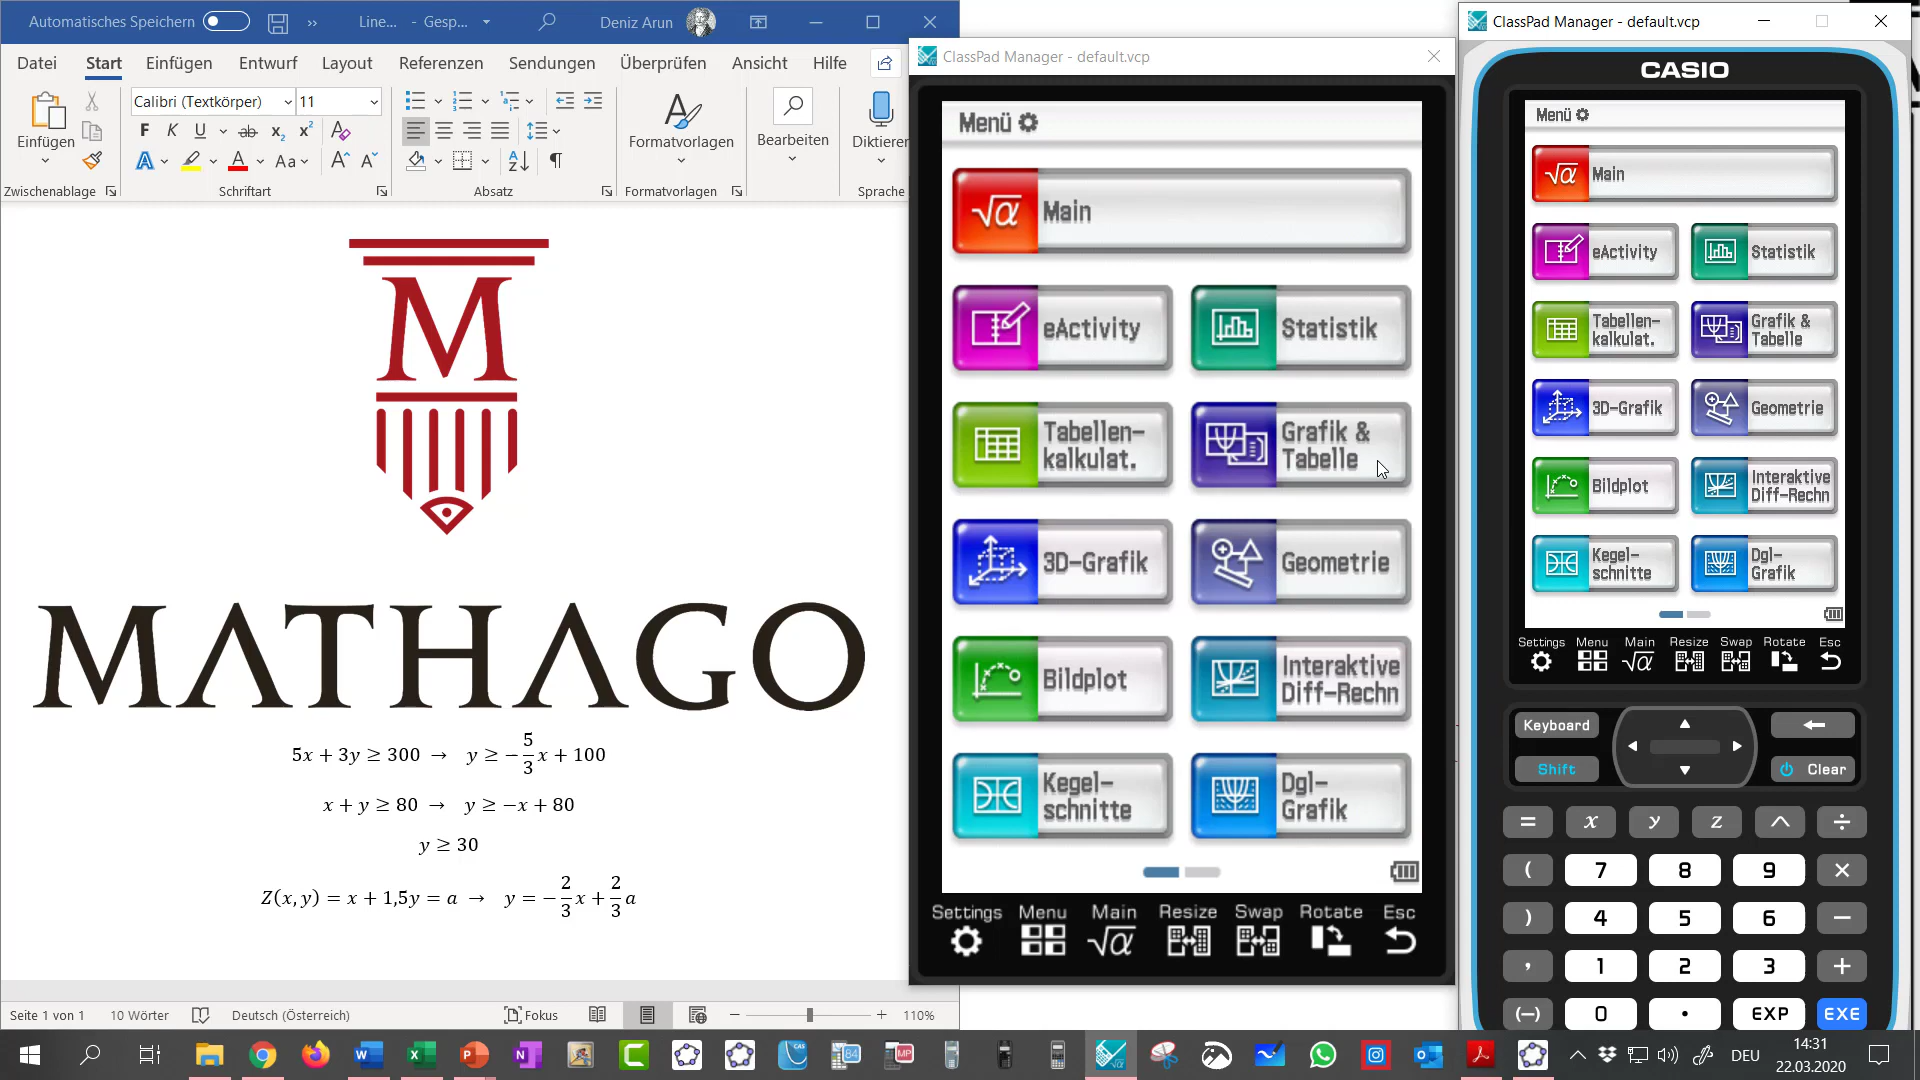 Automatisches Speichern
Line... - Gesp...
Deniz Arun
Datei Start Einfügen Entwurf Layout Referenzen Sendungen Überprüfen Ansicht Hilfe
Einfügen
Zwischenablage
Calibri (Textkörper) 11
F K U ab x₂ x²
A A Aa A A
Schriftart
Absatz
Formatvorlagen
Formatvorlagen
Bearbeiten
Diktieren
Sprache
M
MATHAGO
5x + 3y ≥ 300 → y ≥ −5/3x + 100
x + y ≥ 80 → y ≥ −x + 80
y ≥ 30
Z(x, y) = x + 1,5y = a → y = −2/3x + 2/3a
Seite 1 von 1 10 Wörter Deutsch (Österreich) Fokus 110%
ClassPad Manager - default.vcp
Menü
√α Main
eActivity Statistik
Tabellen-kalkulat. Grafik & Tabelle
3D-Grafik Geometrie
Bildplot Interaktive Diff-Rechn
Kegel-schnitte Dgl-Grafik
Settings Menu Main Resize Swap Rotate Esc
√α
ClassPad Manager - default.vcp
CASIO
Menü
√α Main
eActivity Statistik
Tabellen-kalkulat. Grafik & Tabelle
3D-Grafik Geometrie
Bildplot Interaktive Diff-Rechn
Kegel-schnitte Dgl-Grafik
Settings Menu Main Resize Swap Rotate Esc
√α
Keyboard
Shift Clear
= x y z ^ ÷
( 7 8 9 ×
) 4 5 6 −
, 1 2 3 +
(−) 0 . EXP EXE
DEU
14:31
22.03.2020